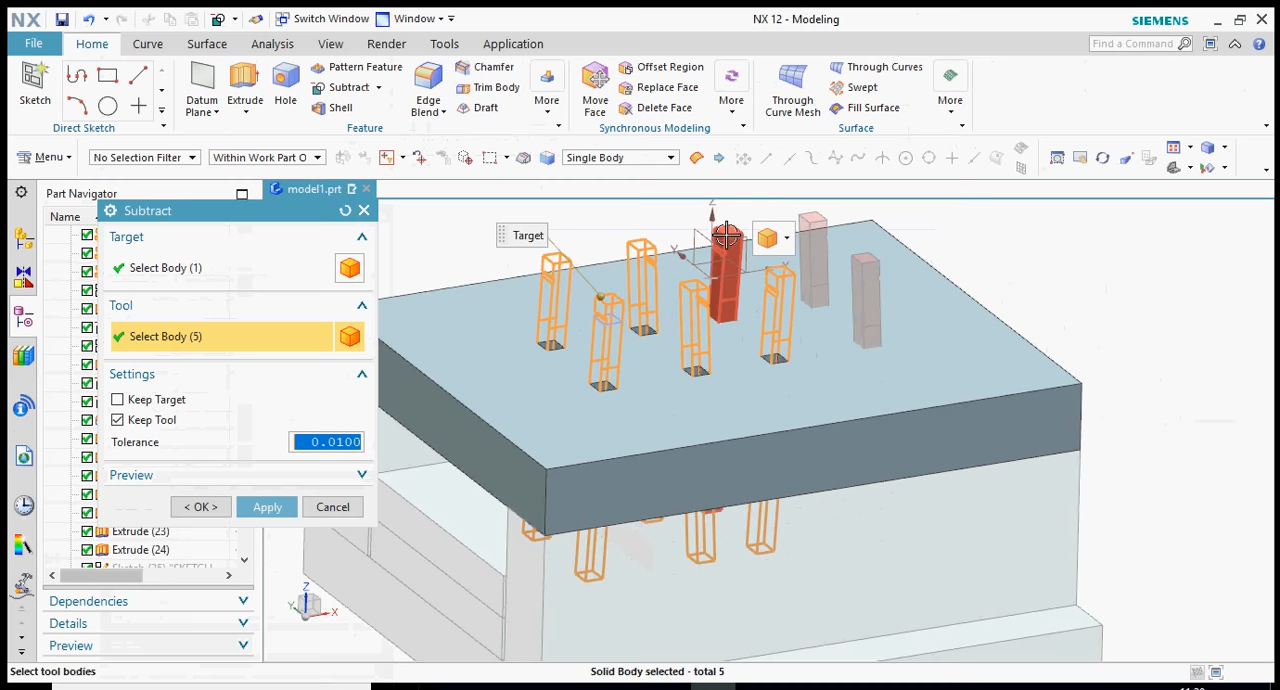 NX
Switch Window
Window
NX 12 - Modeling
SIEMENS
File
Home
Curve
Surface
Analysis
View
Render
Tools
Application
Find a Command
Sketch
Direct Sketch
Datum
Plane
Extrude
Hole
Pattern Feature
Subtract
Shell
Edge
Blend
Chamfer
Trim Body
Draft
More
Feature
Move
Face
Offset Region
Replace Face
Delete Face
More
Synchronous Modeling
Through
Curve Mesh
Through Curves
Swept
Fill Surface
More
Surface
Menu
No Selection Filter
Within Work Part O
Single Body
Part Navigator
model1.prt
Name
Subtract
Target
Select Body (1)
Tool
Select Body (5)
Settings
Keep Target
Keep Tool
Tolerance
0.0100
Preview
< OK >
Apply
Cancel
Extrude (23)
Extrude (24)
Dependencies
Details
Preview
Target
Z
Y
X
Z
Y
X
Select tool bodies
Solid Body selected - total 5